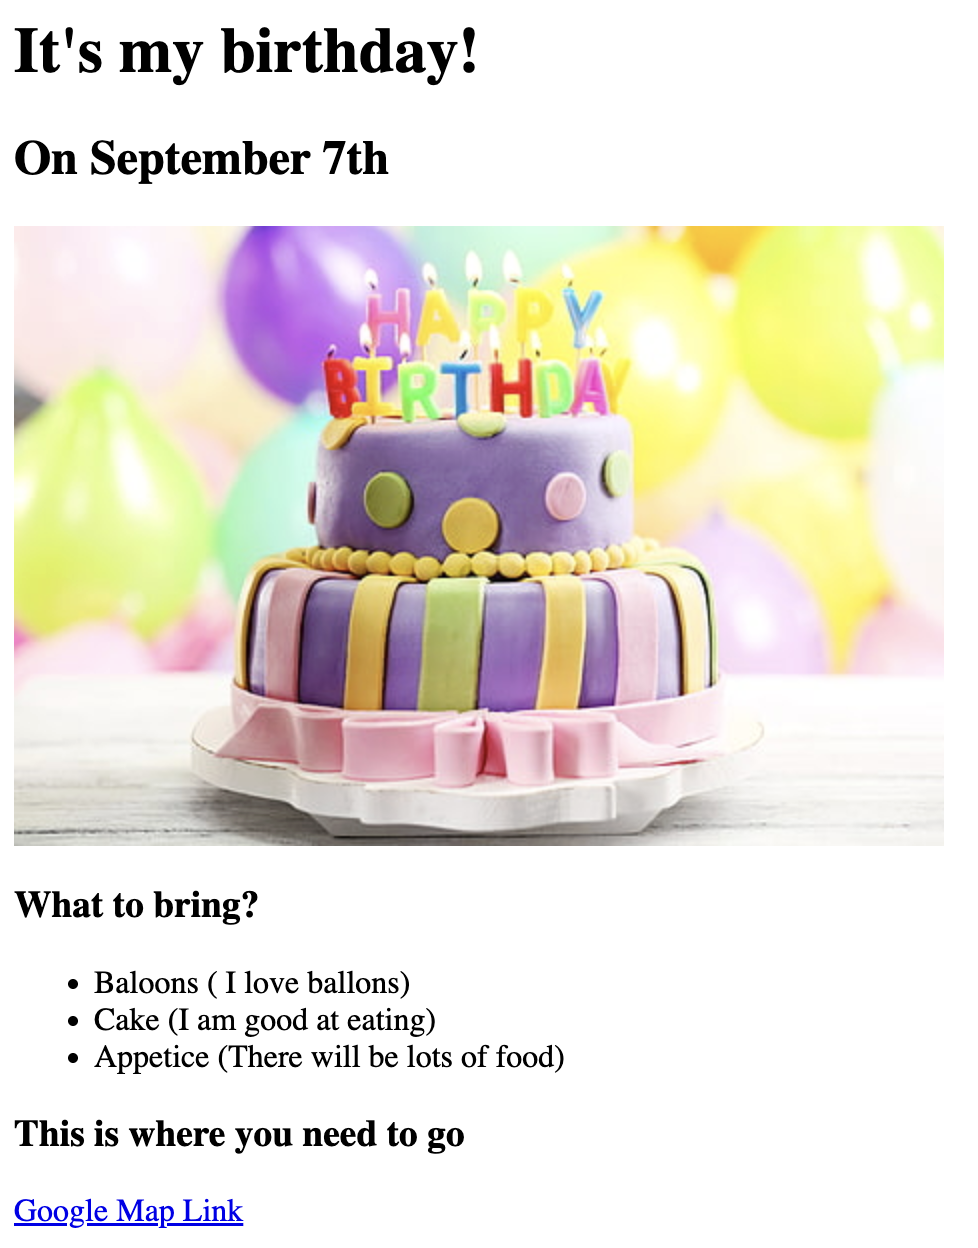 It's my birthday!
On September 7th
HAPPY
BIRTHDAY
What to bring?
Baloons ( I love ballons)
Cake (I am good at eating)
Appetice (There will be lots of food)
This is where you need to go
Google Map Link